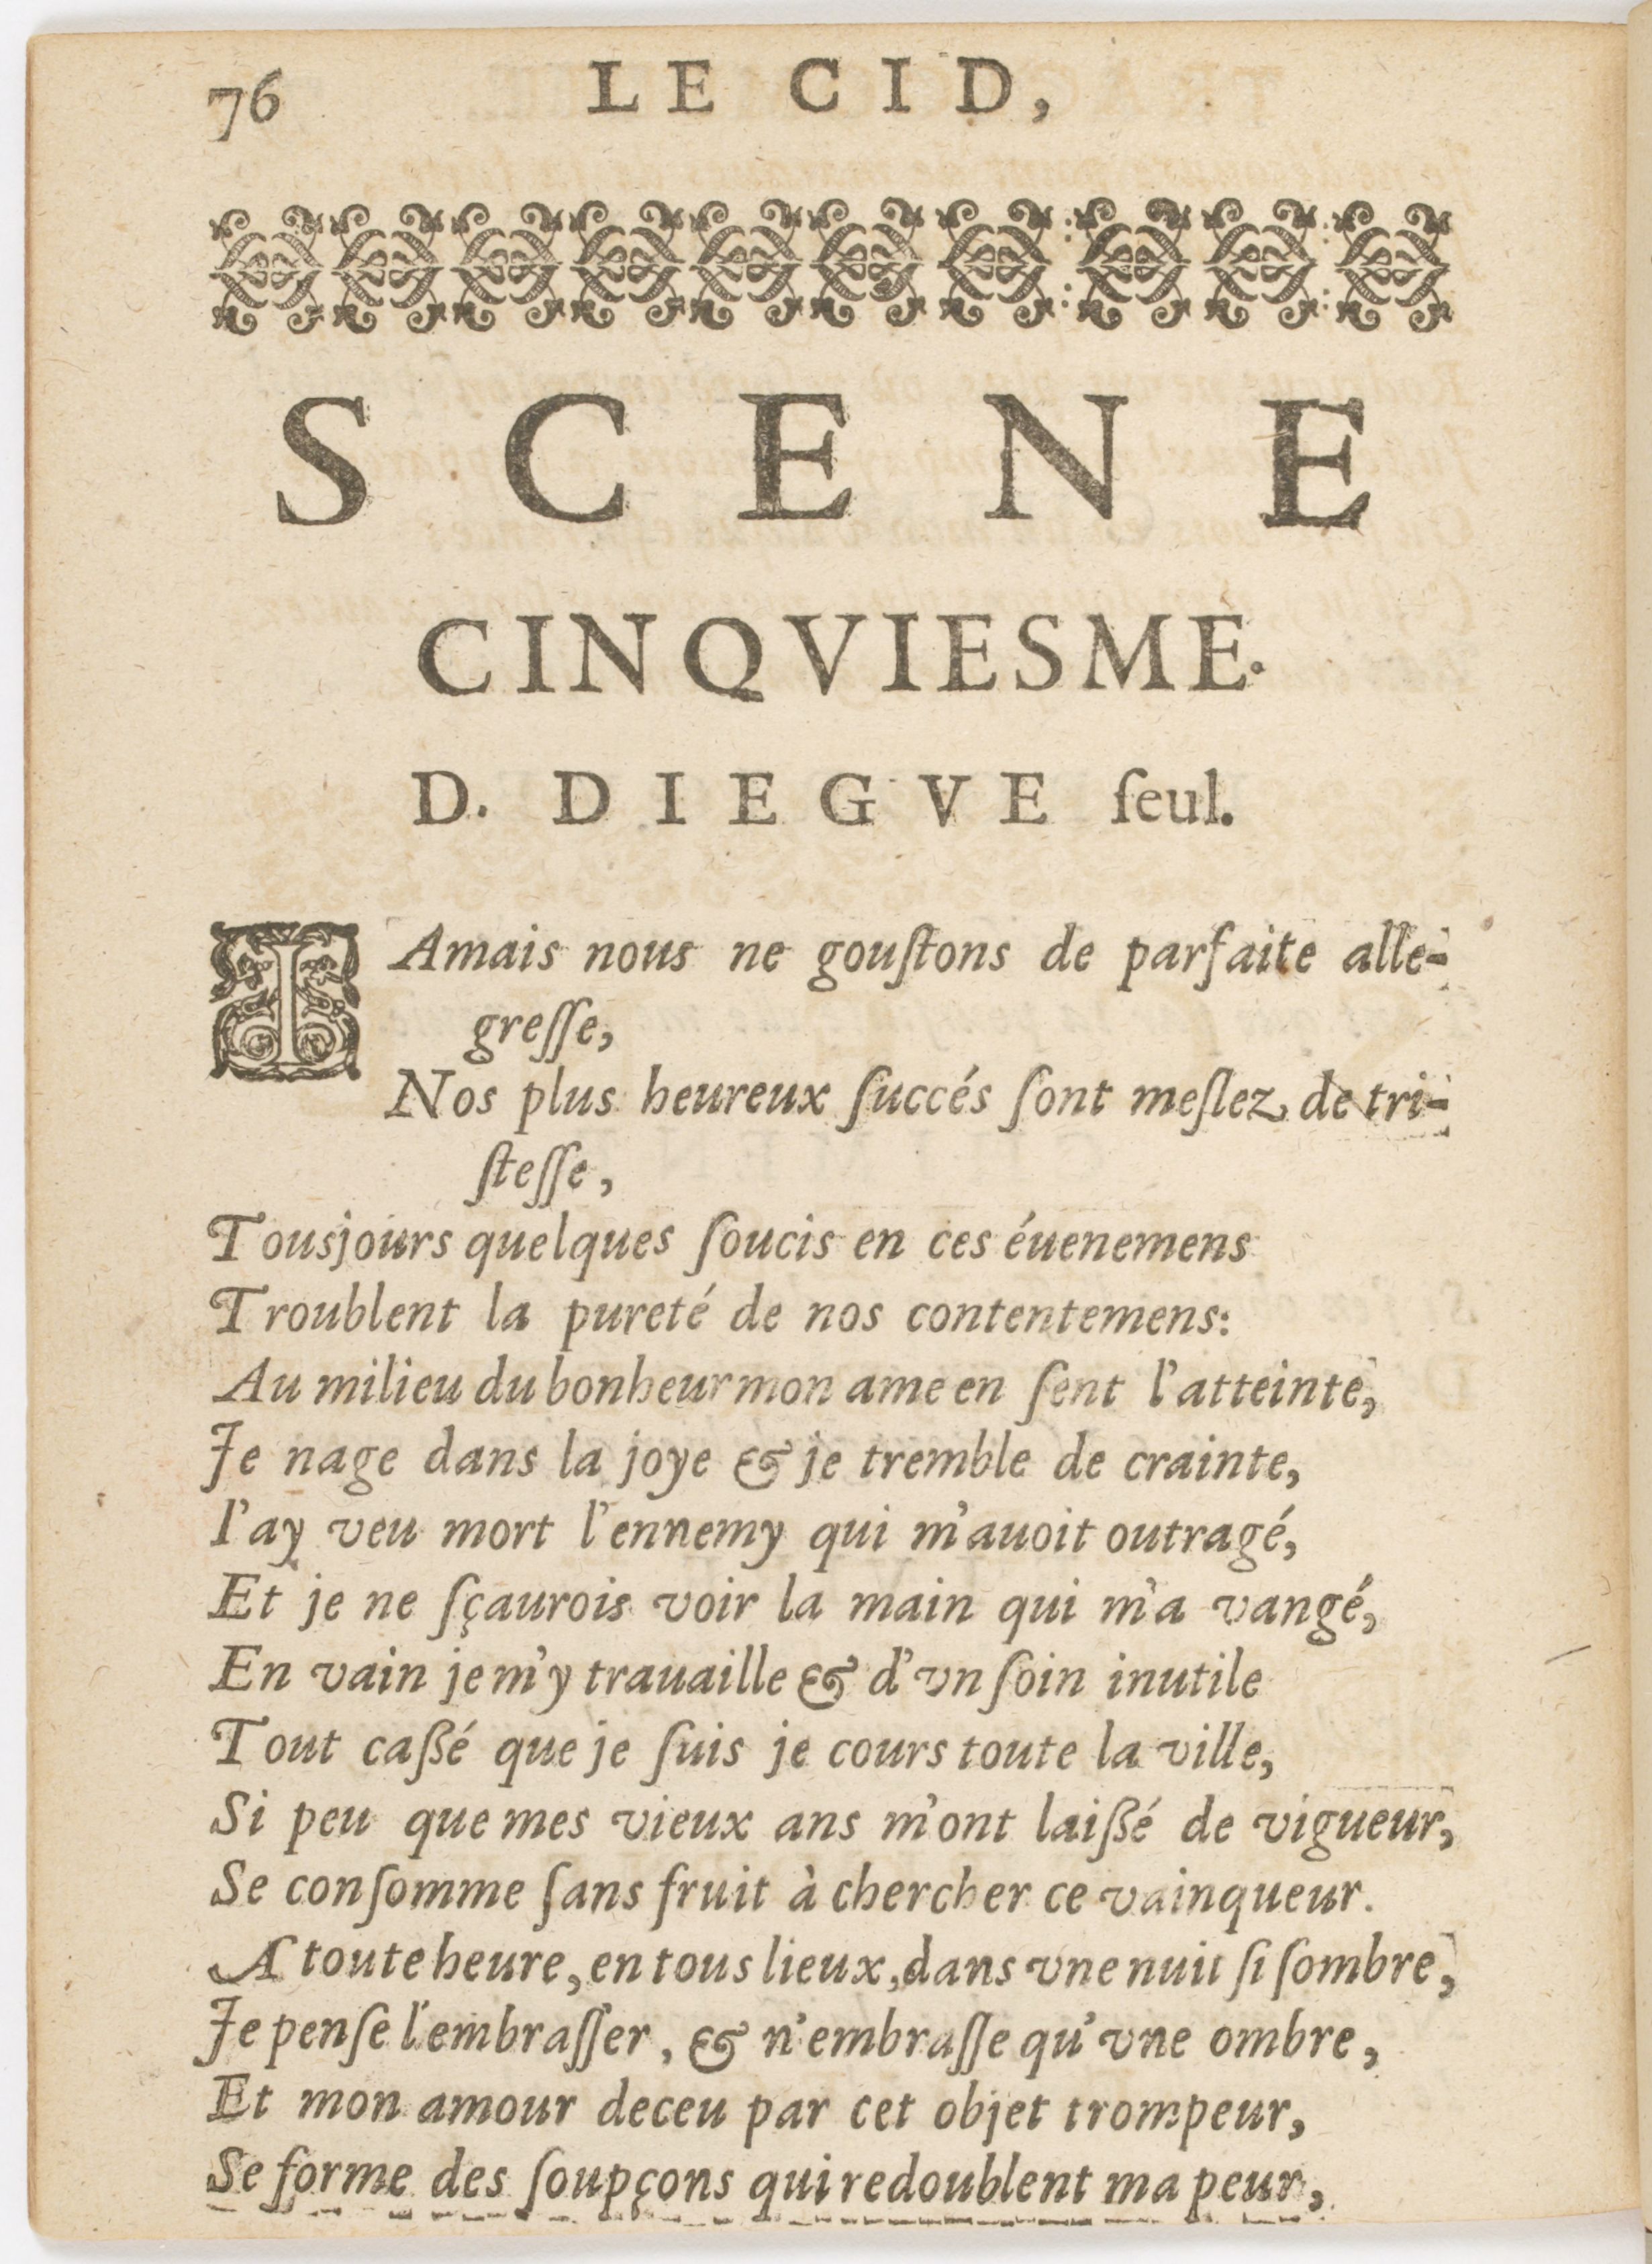 76
LE CID,
SCENE
CINQVIESME.
D. DIEGVE ſeul.
IAmais nous ne gouſtons de parfaite alle-
greſſe,
Nos plus heureux ſuccés ſont meſlez de tri-
ſteſſe,
Tousjours quelques ſoucis en ces éuenemens
Troublent la pureté de nos contentemens:
Au milieu du bonheur mon ame en ſent l'atteinte,
Je nage dans la joye & je tremble de crainte,
I'ay veu mort l'ennemy qui m'auoit outragé,
Et je ne ſçaurois voir la main qui m'a vangé,
En vain je m'y trauaille & d'vn ſoin inutile
Tout caßé que je ſuis je cours toute la ville,
Si peu que mes vieux ans m'ont laißé de vigueur,
Se conſomme ſans fruit à chercher ce vainqueur.
A toute heure, en tous lieux, dans vne nuit ſi ſombre,
Je penſe l'embraſſer, & n'embraſſe qu'vne ombre,
Et mon amour deceu par cet objet trompeur,
Se forme des ſoupçons qui redoublent ma peur,